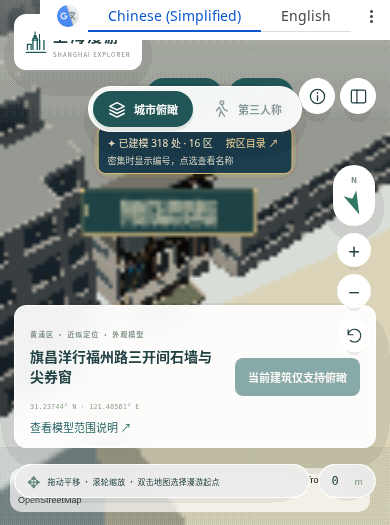 Chinese (Simplified)
English
上海漫游
SHANGHAI EXPLORER
城市俯瞰
第三人称
✦ 已建模 318 处 · 16 区 按区目录 ↗
密集时显示编号，点选查看名称
N
+
−
黄浦区 · 近似定位 · 外观模型
旗昌洋行福州路三开间石墙与
尖券窗
当前建筑仅支持俯瞰
31.23744° N · 121.48561° E
查看模型范围说明 ↗
拖动平移 · 滚轮缩放 · 双击地图选择漫游起点
0 m
OpenStreetMap